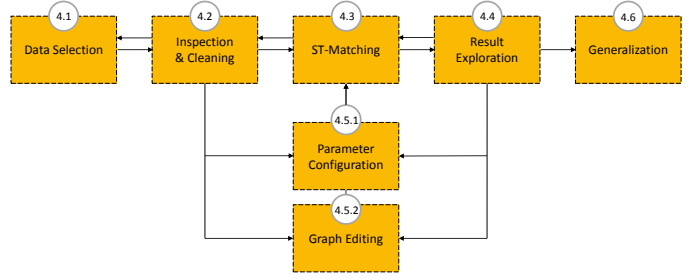 4.1
Data Selection
4.2
Inspection
& Cleaning
4.3
ST-Matching
4.4
Result
Exploration
4.6
Generalization
4.5.1
Parameter
Configuration
4.5.2
Graph Editing